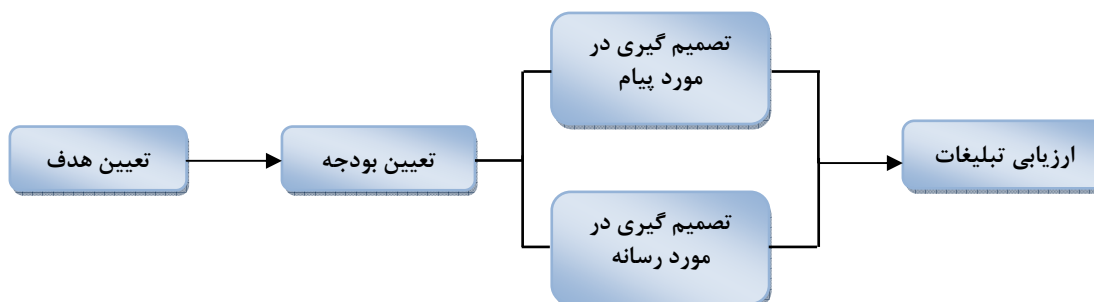 تعیین هدف
تعیین بودجه
تصمیم گیری در
مورد پیام
تصمیم گیری در
مورد رسانه
ارزیابی تبلیغات